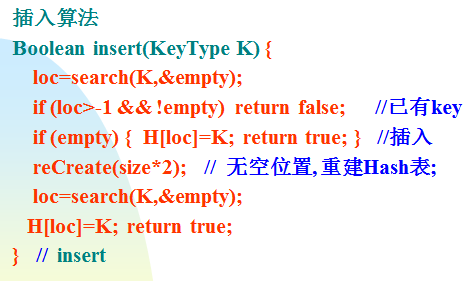 插入算法
Boolean insert(KeyType K) {
loc=search(K,&empty);
if (loc>-1 && !empty) return false; //已有key
if (empty) { H[loc]=K; return true; } //插入
reCreate(size*2); // 无空位置,重建Hash表;
loc=search(K,&empty);
H[loc]=K; return true;
} // insert